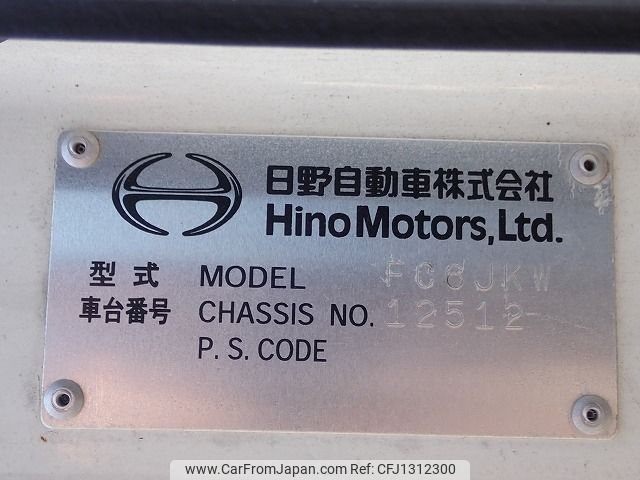 日野自動車株式会社
Hino Motors, Ltd.
型式 MODEL FC6JKW
車台番号 CHASSIS NO. 12512
P.S.CODE
www.CarFromJapan.com - CFJ1312300